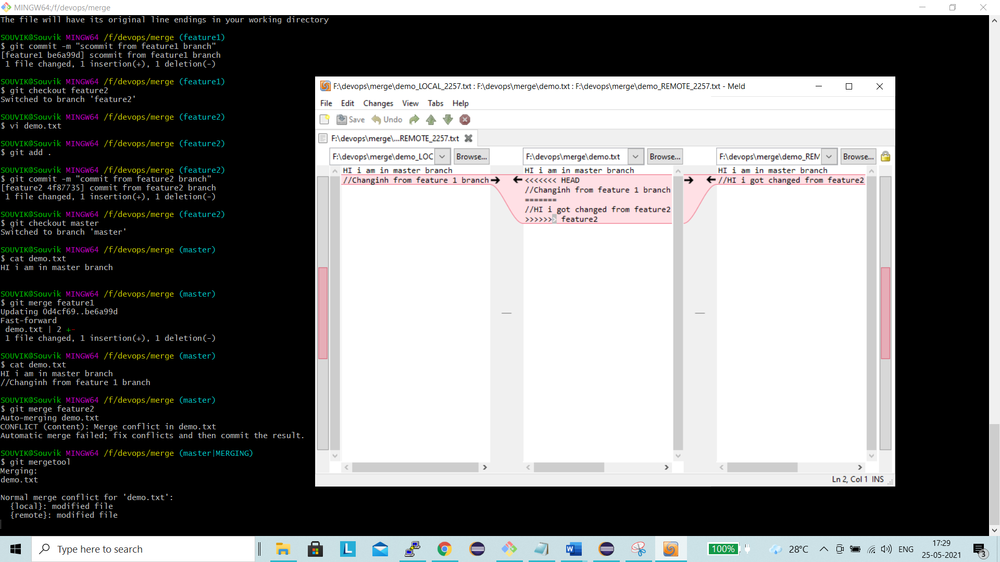 MINGW64:/f/devops/merge
The file will have its original line endings in your working directory
SOUVIK@Souvik MINGW64 /f/devops/merge (feature1)
$ git commit -m "scommit from feature1 branch"
[feature1 be6a99d] scommit from feature1 branch
 1 file changed, 1 insertion(+), 1 deletion(-)
SOUVIK@Souvik MINGW64 /f/devops/merge (feature1)
$ git checkout feature2
Switched to branch 'feature2'
SOUVIK@Souvik MINGW64 /f/devops/merge (feature2)
$ vi demo.txt
SOUVIK@Souvik MINGW64 /f/devops/merge (feature2)
$ git add .
SOUVIK@Souvik MINGW64 /f/devops/merge (feature2)
$ git commit -m "commit from feature2 branch"
[feature2 4f87735] commit from feature2 branch
 1 file changed, 1 insertion(+), 1 deletion(-)
SOUVIK@Souvik MINGW64 /f/devops/merge (feature2)
$ git checkout master
Switched to branch 'master'
SOUVIK@Souvik MINGW64 /f/devops/merge (master)
$ cat demo.txt
HI i am in master branch
SOUVIK@Souvik MINGW64 /f/devops/merge (master)
$ git merge feature1
Updating 0d4cf69..be6a99d
Fast-forward
 demo.txt | 2 +-
 1 file changed, 1 insertion(+), 1 deletion(-)
SOUVIK@Souvik MINGW64 /f/devops/merge (master)
$ cat demo.txt
HI i am in master branch
//Changinh from feature 1 branch
SOUVIK@Souvik MINGW64 /f/devops/merge (master)
$ git merge feature2
Auto-merging demo.txt
CONFLICT (content): Merge conflict in demo.txt
Automatic merge failed; fix conflicts and then commit the result.
SOUVIK@Souvik MINGW64 /f/devops/merge (master|MERGING)
$ git mergetool
Merging:
demo.txt
Normal merge conflict for 'demo.txt':
  {local}: modified file
  {remote}: modified file
F:\devops\merge\demo_LOCAL_2257.txt : F:\devops\merge\demo.txt : F:\devops\merge\demo_REMOTE_2257.txt - Meld
File Edit Changes View Tabs Help
Save Undo
F:\devops\merge\...REMOTE_2257.txt
F:\devops\merge\demo_LOC Browse... F:\devops\merge\demo.txt Browse... F:\devops\merge\demo_REM Browse...
HI i am in master branch
//Changinh from feature 1 branch
HI i am in master branch
<<<<<<< HEAD
//Changinh from feature 1 branch
=======
//HI i got changed from feature2
>>>>>>> feature2
HI i am in master branch
//HI i got changed from feature2
Ln 2, Col 1 INS
Type here to search
L
W
100%
28°C
ENG
17:29
25-05-2021
3